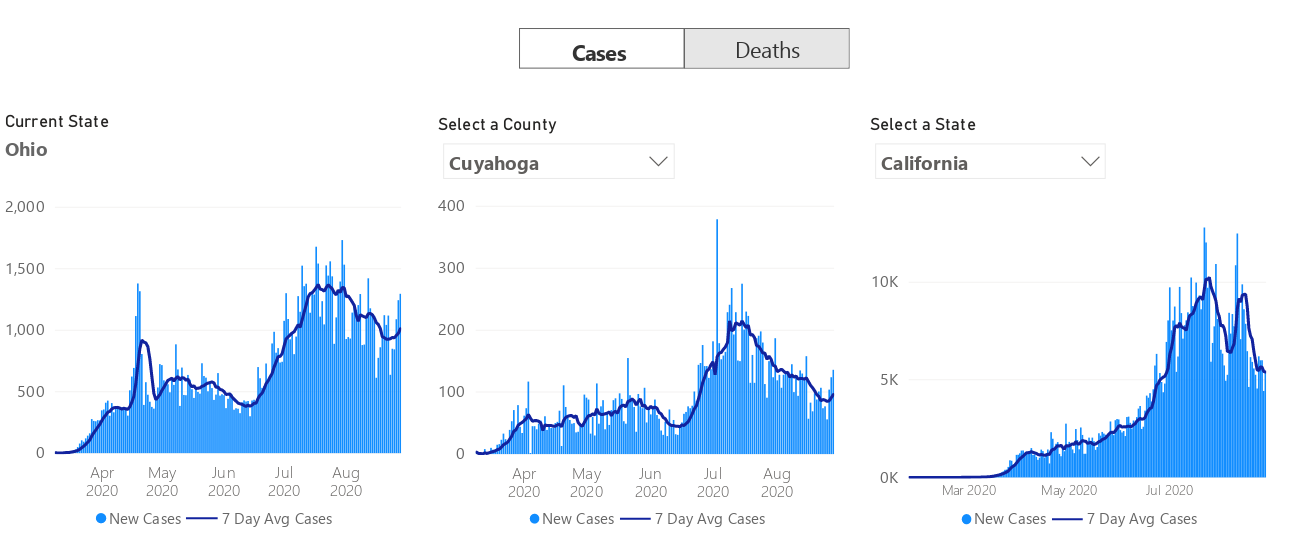 Cases Deaths
Current State
Ohio
2,000
1,500
1,000
500
0
Apr 2020 May 2020 Jun 2020 Jul 2020 Aug 2020
New Cases 7 Day Avg Cases
Select a County
Cuyahoga
400
300
200
100
0
Apr 2020 May 2020 Jun 2020 Jul 2020 Aug 2020
New Cases 7 Day Avg Cases
Select a State
California
10K
5K
0K
Mar 2020 May 2020 Jul 2020
New Cases 7 Day Avg Cases